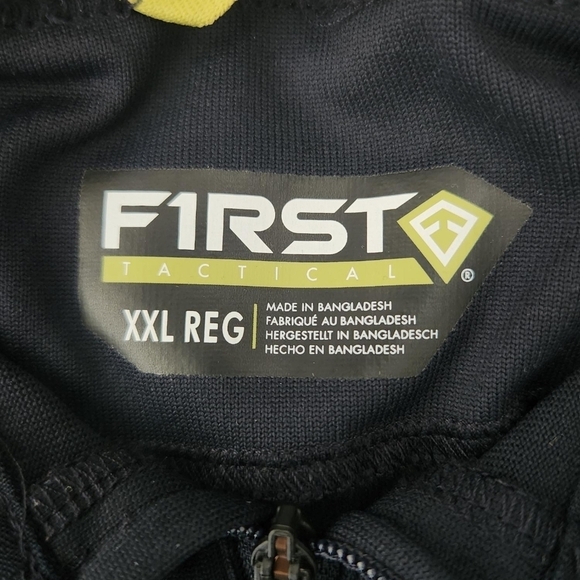 F1RST
TACTICAL
®
XXL REG
MADE IN BANGLADESH
FABRIQUÉ AU BANGLADESH
HERGESTELLT IN BANGLADESCH
HECHO EN BANGLADESH